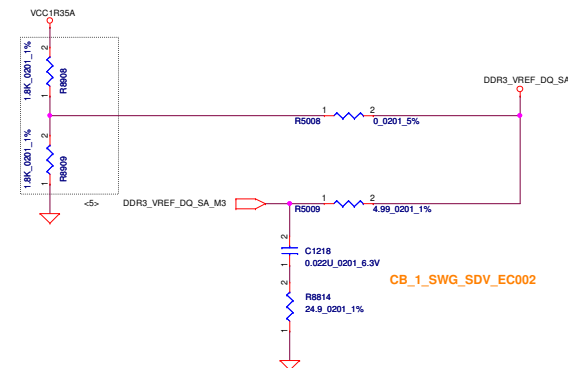 VCC1R35A
2
1.8K_0201_1%
R8908
1
DDR3_VREF_DQ_SA
1
2
R5008
0_0201_5%
2
1.8K_0201_1%
R8909
1
<5>
DDR3_VREF_DQ_SA_M3
1
2
R5009
4.99_0201_1%
2
C1218
1
0.022U_0201_6.3V
2
R8814
24.9_0201_1%
1
CB_1_SWG_SDV_EC002